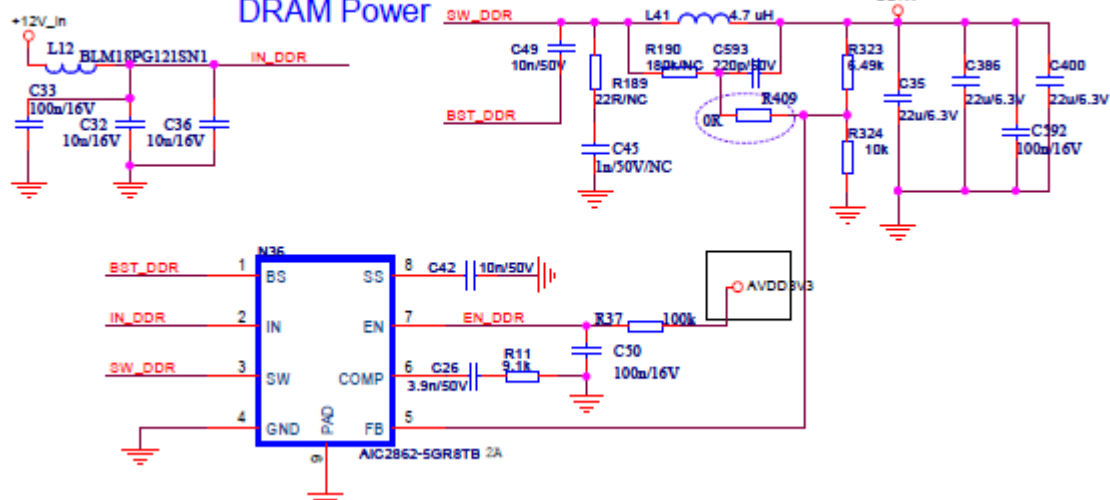 DRAM Power
+12V_In
L12
BLM18PG121SN1
IN_DDR
C33
100n/16V
C32
10u/16V
C36
10u/16V
SW_DDR
C49
10n/50V
BST_DDR
R189
22R/NC
C45
1n/50V/NC
L41
4.7 uH
R190
180k/NC
C593
220p/50V
R409
0R
R323
6.49k
R324
10k
C35
22u/6.3V
C386
22u/6.3V
C400
22u/6.3V
C592
100n/16V
N36
BST_DDR
1
BS
IN_DDR
2
IN
SW_DDR
3
SW
4
GND
PAD
9
8
SS
7
EN
6
COMP
5
FB
AIC2862-5GR8TB 2A
C42
10n/50V
EN_DDR
R37
100k
C50
100n/16V
AVDD3V3
C26
3.9n/50V
R11
9.1k